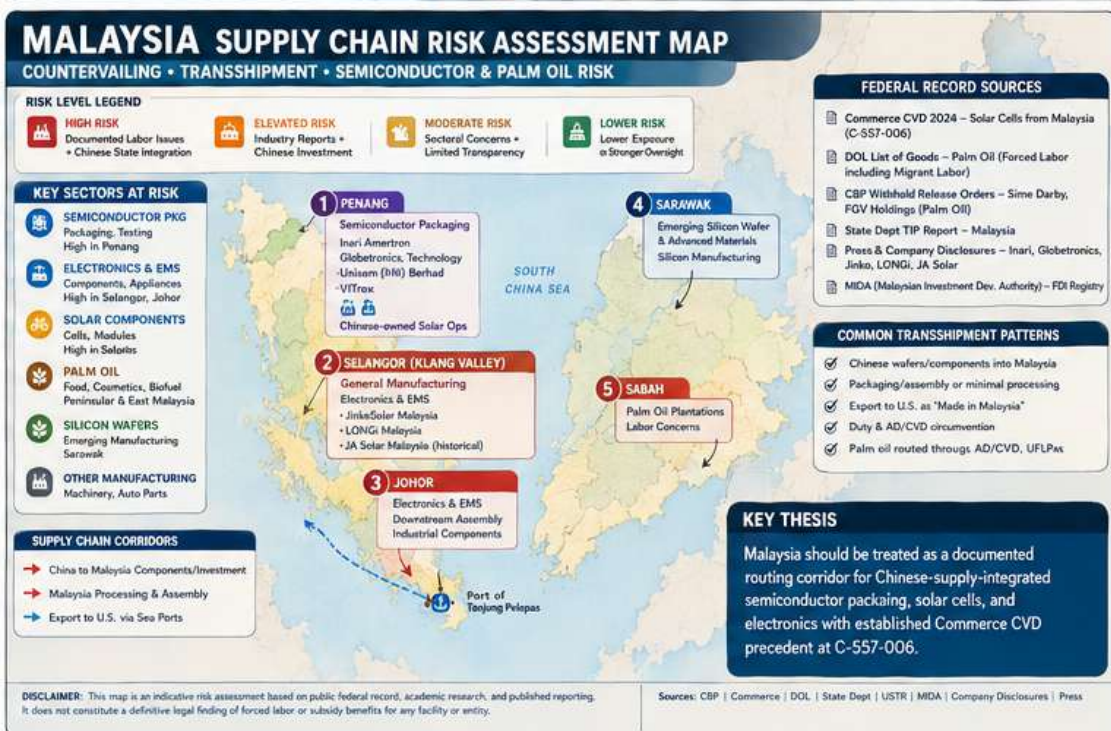 MALAYSIA SUPPLY CHAIN RISK ASSESSMENT MAP
COUNTERVAILING • TRANSSHIPMENT • SEMICONDUCTOR & PALM OIL RISK
RISK LEVEL LEGEND
HIGH RISK
Documented Labor Issues
+ Chinese State Integration
ELEVATED RISK
Industry Reports +
Chinese Investment
MODERATE RISK
Sectoral Concerns +
Limited Transparency
LOWER RISK
Lower Exposure
Stronger Oversight
KEY SECTORS AT RISK
SEMICONDUCTOR PKG
Packaging, Testing
High in Penang
ELECTRONICS & EMS
Components, Appliances
High in Selangor, Johor
SOLAR COMPONENTS
Cells, Modules
High in
PALM OIL
Food, Cosmetics, Biofuel
Peninsular & East Malaysia
SILICON WAFERS
Emerging Manufacturing
Sarawak
OTHER MANUFACTURING
Machinery, Auto Parts
SUPPLY CHAIN CORRIDORS
China to Malaysia Components/Investment
Malaysia Processing & Assembly
Export to U.S. via Sea Ports
1 PENANG
Semiconductor Packaging
Inari Amertron
Globetronics, Technology
-Unisem Berhad
-ViTrox
Chinese-owned Solar Ops
2 SELANGOR (KLANG VALLEY)
General Manufacturing
Electronics & EMS
• JinkoSolar Malaysia
• LONGi Malaysia
• JA Solar Malaysia (historical)
3 JOHOR
Electronics & EMS
Downstream Assembly
Industrial Components
Port of
Tanjung Pelepas
SOUTH
CHINA SEA
4 SARAWAK
Emerging Silicon Wafer
& Advanced Materials
Silicon Manufacturing
5 SABAH
Palm Oil Plantations
Labor Concerns
FEDERAL RECORD SOURCES
Commerce CVD 2024 – Solar Cells from Malaysia
(C-557-006)
DOL List of Goods – Palm Oil (Forced Labor
including Migrant Labor)
CBP Withhold Release Orders – Sime Darby,
FGV Holdings (Palm Oil)
State Dept TIP Report – Malaysia
Press & Company Disclosures – Inari, Globetronics,
Jinko, LONGi, JA Solar
MIDA (Malaysian Investment Dev. Authority) – FDI Registry
COMMON TRANSSHIPMENT PATTERNS
Chinese wafers/components into Malaysia
Packaging/assembly or minimal processing
Export to U.S. as "Made in Malaysia"
Duty & AD/CVD circumvention
Palm oil routed througs AD/CVD, UFLPas
KEY THESIS
Malaysia should be treated as a documented
routing corridor for Chinese-supply-integrated
semiconductor packaing, solar cells, and
electronics with established Commerce CVD
precedent at C-557-006.
DISCLAIMER: This map is an indicative risk assessment based on public federal record, academic research, and published reporting.
It does not constitute a definitive legal finding of forced labor or subsidy benefits for any facility or entity.
Sources: CBP | Commerce | DOL | State Dept | USTR | MIDA | Company Disclosures | Press